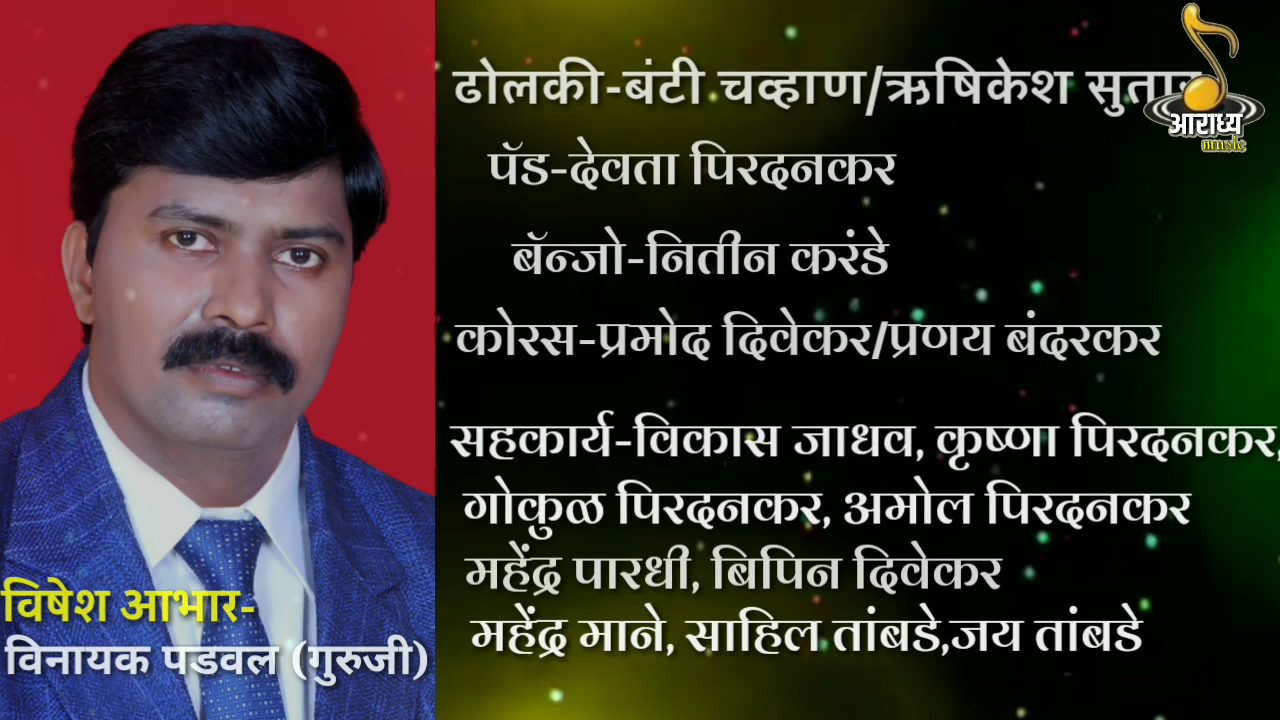 ढोलकी-बंटी चव्हाण/ऋषिकेश सुतार
आराध्य
music
पॅड-देवता पिरदनकर
बॅन्जो-नितीन करंडे
कोरस-प्रमोद दिवेकर/प्रणय बंदरकर
सहकार्य-विकास जाधव, कृष्णा पिरदनकर,
गोकुळ पिरदनकर, अमोल पिरदनकर
महेंद्र पारधी, बिपिन दिवेकर
महेंद्र माने, साहिल तांबडे,जय तांबडे
विषेश आभार-
विनायक पडवल (गुरुजी)